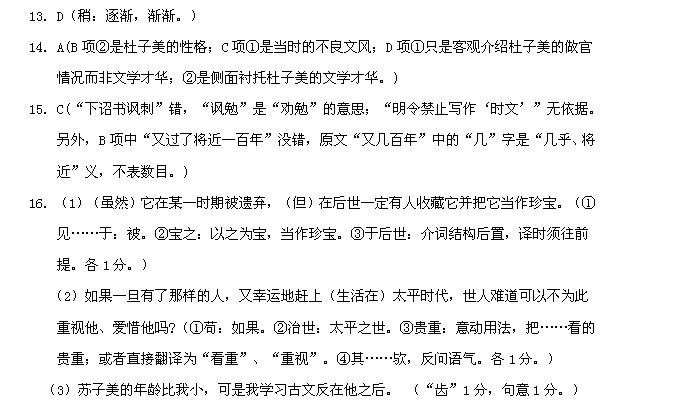 13. D（稍：逐渐，渐渐。）
14. A(B 项②是杜子美的性格；C 项①是当时的不良文风；D 项①只是客观介绍杜子美的做官
情况而非文学才华；②是侧面衬托杜子美的文学才华。)
15. C(“下诏书讽刺”错，“讽勉”是“劝勉”的意思；“明令禁止写作‘时文’”无依据。
另外，B 项中“又过了将近一百年”没错，原文“又几百年”中的“几”字是“几乎、将
近”义，不表数目。)
16. （1）（虽然）它在某一时期被遗弃，（但）在后世一定有人收藏它并把它当作珍宝。（①
见……于：被。②宝之：以之为宝，当作珍宝。③于后世：介词结构后置，译时须往前
提。各 1 分。）
（2）如果一旦有了那样的人，又幸运地赶上（生活在）太平时代，世人难道可以不为此
重视他、爱惜他吗？（①苟：如果。②治世：太平之世。③贵重：意动用法，把……看的
贵重；或者直接翻译为“看重”、“重视”。④其……欤，反问语气。各 1 分。）
（3）苏子美的年龄比我小，可是我学习古文反在他之后。 （“齿”1 分，句意 1 分。）